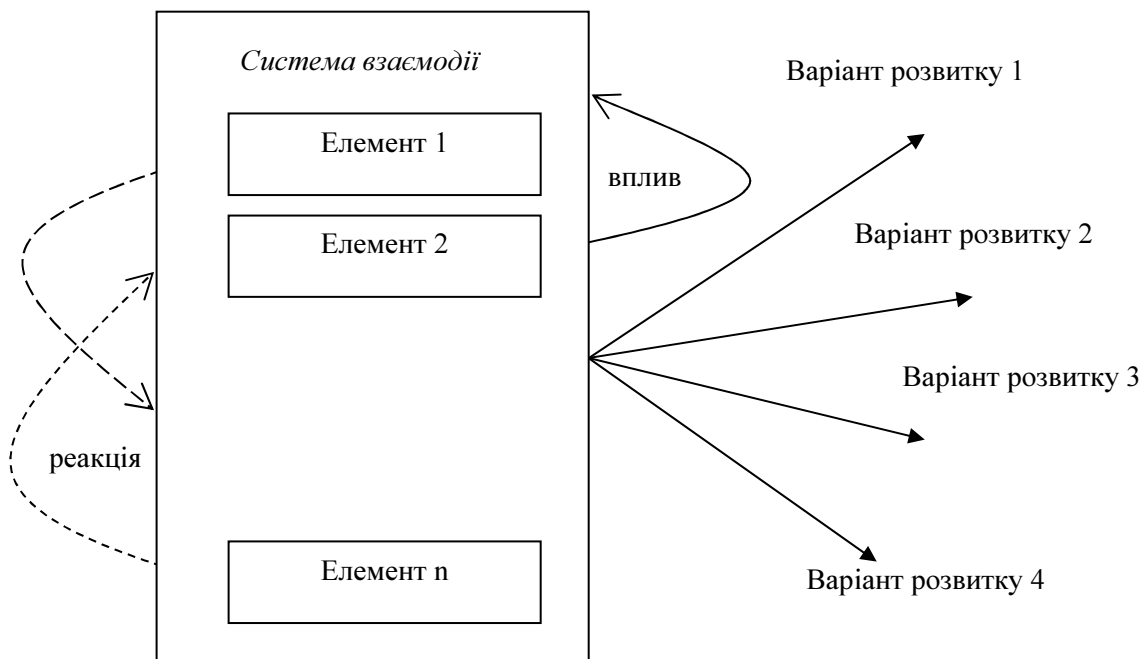 Система взаємодії
Варіант розвитку 1
Елемент 1
вплив
Елемент 2
Варіант розвитку 2
Варіант розвитку 3
реакція
Елемент n
Варіант розвитку 4